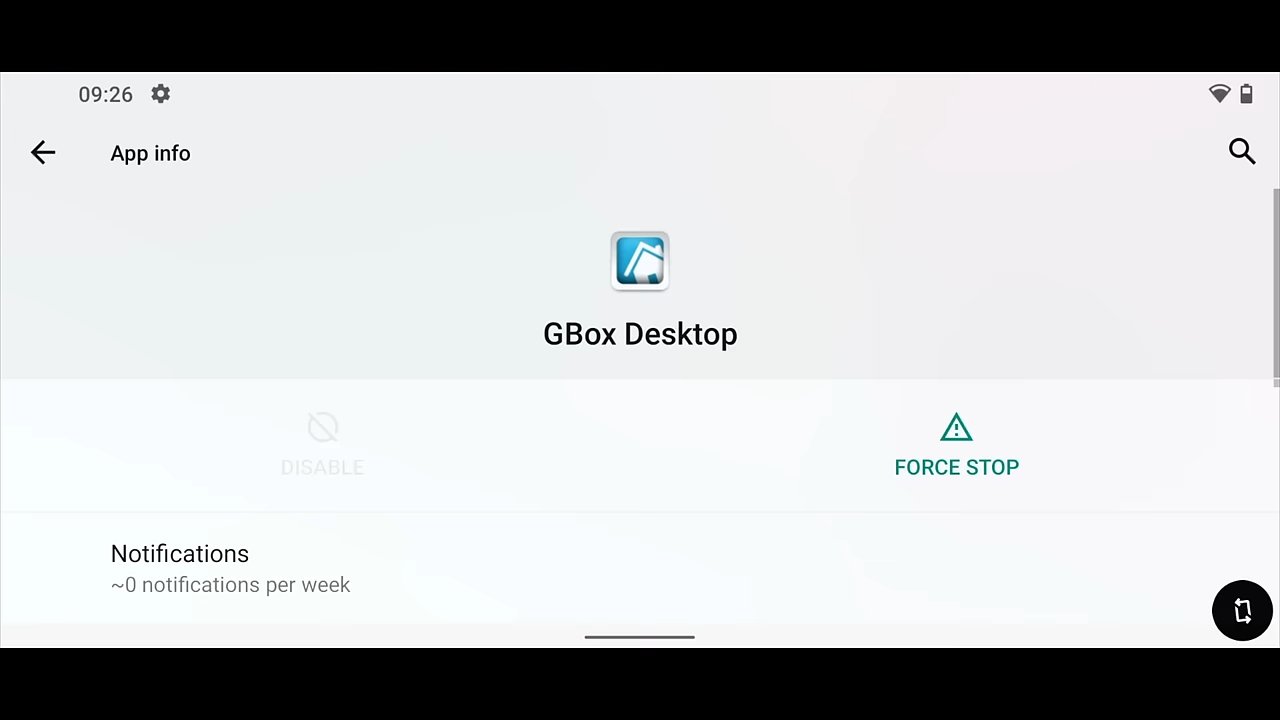 09:26
App info
GBox Desktop
DISABLE
FORCE STOP
Notifications
~0 notifications per week